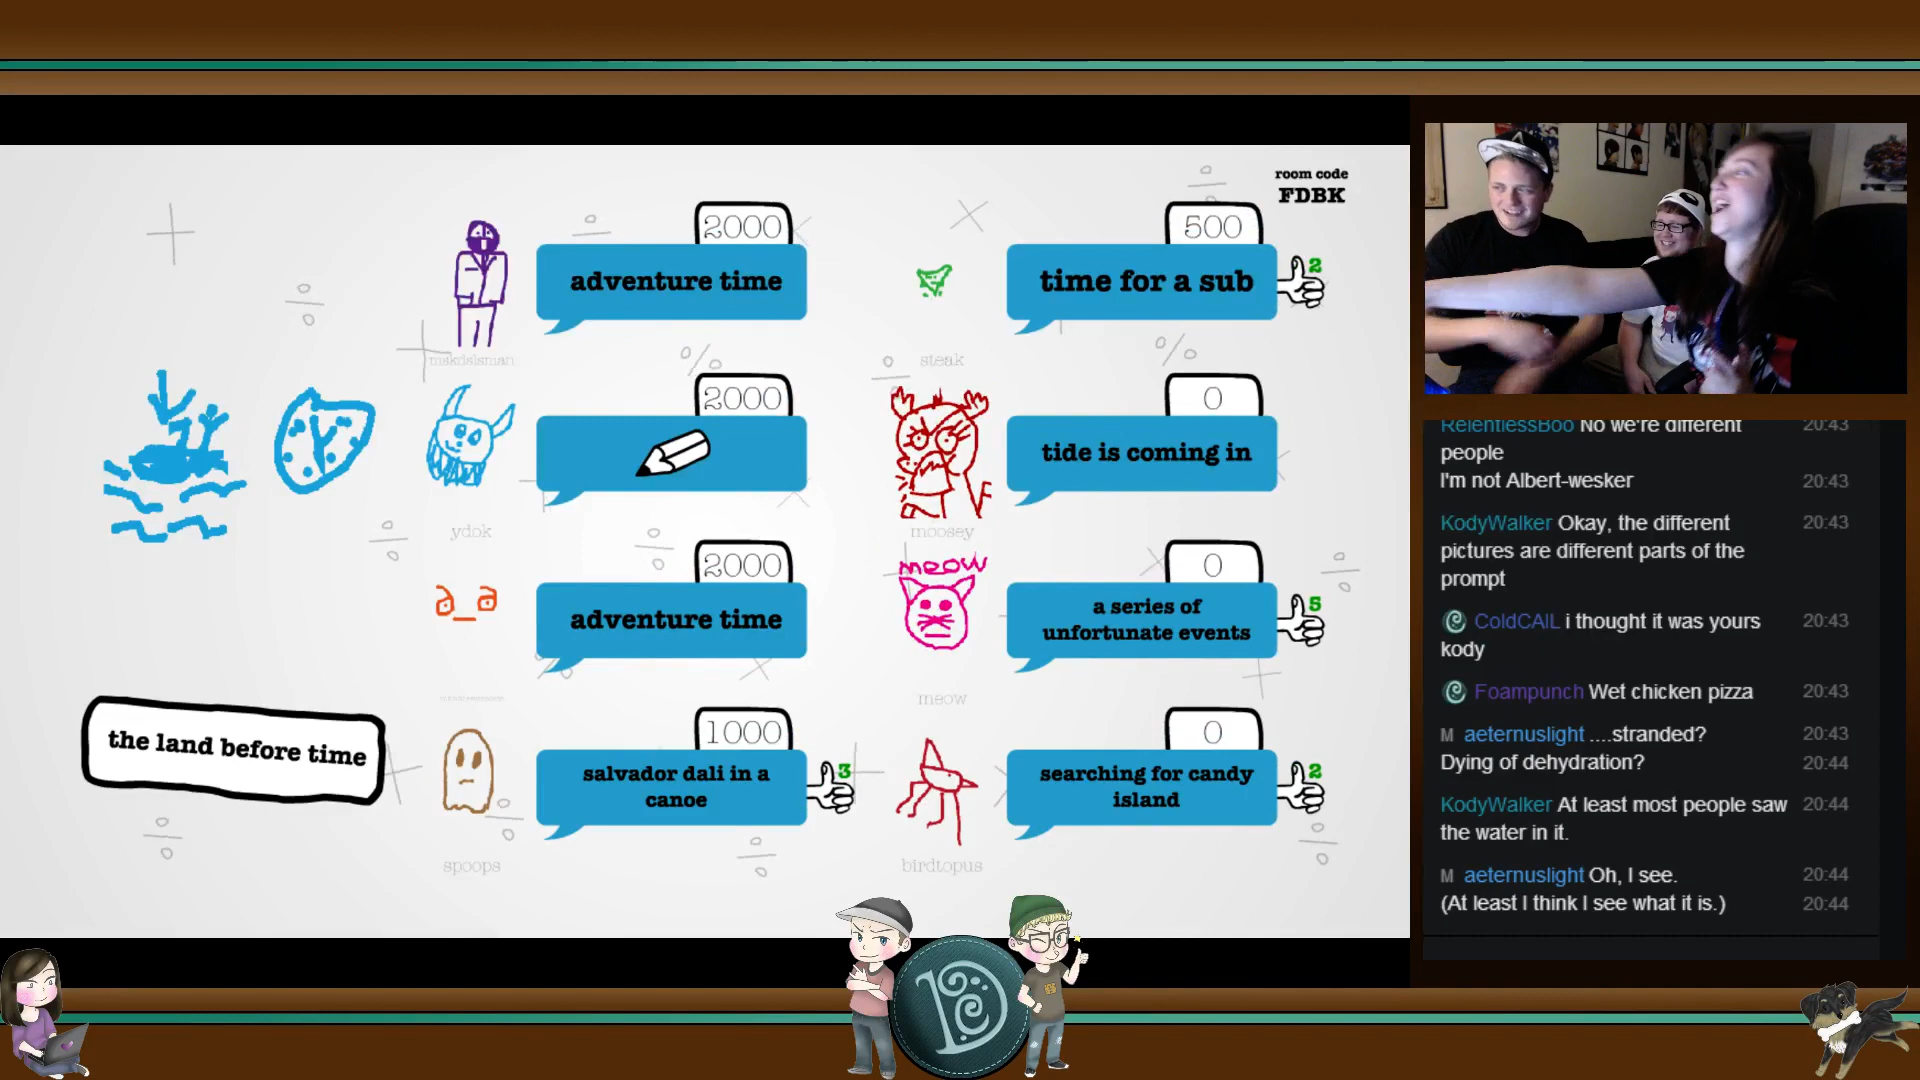 room code
FDBK
2000
adventure time
mskdslsman
500
time for a sub
2
steak
2000
ydok
0
tide is coming in
moosey
2000
adventure time
meow
0
a series of
unfortunate events
5
meow
the land before time
1000
salvador dali in a
canoe
3
spoops
0
searching for candy
island
2
birdtopus
RelentlessBoo No we're different 20:43
people
I'm not Albert-wesker 20:43
KodyWalker Okay, the different 20:43
pictures are different parts of the
prompt
ColdCAIL i thought it was yours 20:43
kody
Foampunch Wet chicken pizza 20:43
M aeternuslight ....stranded? 20:43
Dying of dehydration? 20:44
KodyWalker At least most people saw 20:44
the water in it.
M aeternuslight Oh, I see. 20:44
(At least I think I see what it is.) 20:44